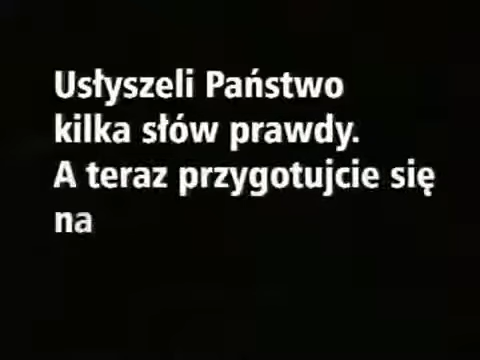 Usłyszeli Państwo
kilka słów prawdy.
A teraz przygotujcie się
na